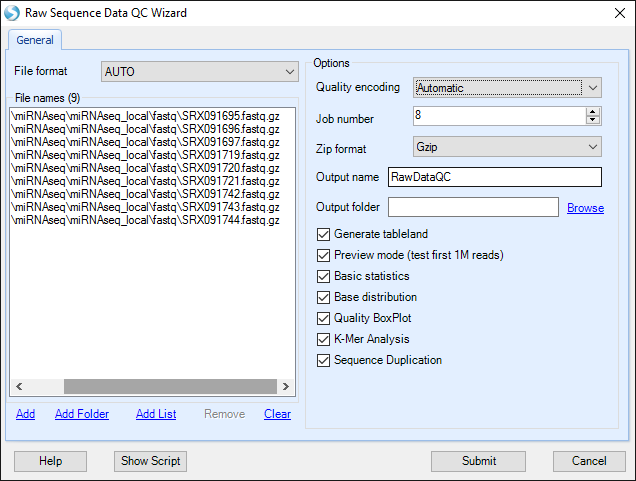 Raw Sequence Data QC Wizard
General
File format
AUTO
File names (9)
\miRNAseq\miRNAseq_local\fastq\SRX091695.fastq.gz
\miRNAseq\miRNAseq_local\fastq\SRX091696.fastq.gz
\miRNAseq\miRNAseq_local\fastq\SRX091697.fastq.gz
\miRNAseq\miRNAseq_local\fastq\SRX091719.fastq.gz
\miRNAseq\miRNAseq_local\fastq\SRX091720.fastq.gz
\miRNAseq\miRNAseq_local\fastq\SRX091721.fastq.gz
\miRNAseq\miRNAseq_local\fastq\SRX091742.fastq.gz
\miRNAseq\miRNAseq_local\fastq\SRX091743.fastq.gz
\miRNAseq\miRNAseq_local\fastq\SRX091744.fastq.gz
Add Add Folder Add List Remove Clear
Options
Quality encoding Automatic
Job number 8
Zip format Gzip
Output name RawDataQC
Output folder Browse
Generate tableland
Preview mode (test first 1M reads)
Basic statistics
Base distribution
Quality BoxPlot
K-Mer Analysis
Sequence Duplication
Help Show Script Submit Cancel